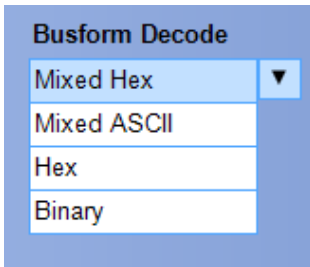 Busform Decode
Mixed Hex
Mixed ASCII
Hex
Binary